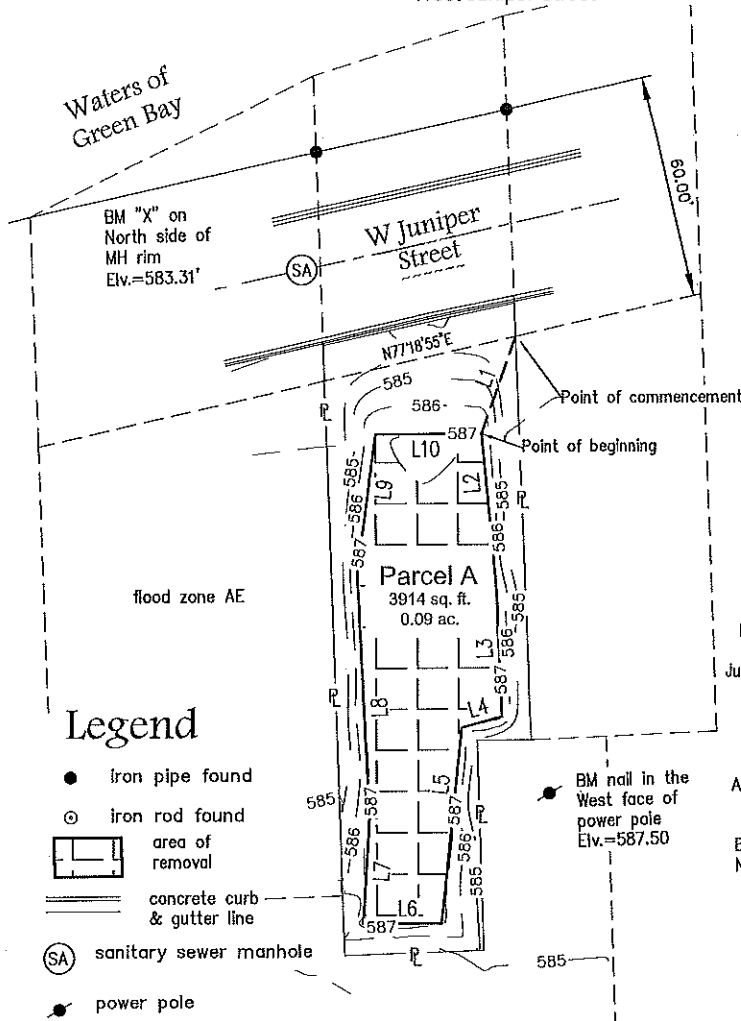 Waters of
Green Bay
BM "X" on
North side of
MH rim
Elv.=583.31'
SA
W Juniper
Street
60.00'
N77°18'55"E
585
586
L1
Point of commencement
587
Point of beginning
L10
L9
L2
585
586
587
585
586
PL
PL
Parcel A
3914 sq. ft.
0.09 ac.
flood zone AE
585
586
587
L3
L4
L8
PL
Ju
Legend
iron pipe found
iron rod found
area of
removal
concrete curb
& gutter line
SA sanitary sewer manhole
power pole
585
586
587
L5
587
586
585
PL
L7
L6
587
PL
585
BM nail in the
West face of
power pole
Elv.=587.50
A